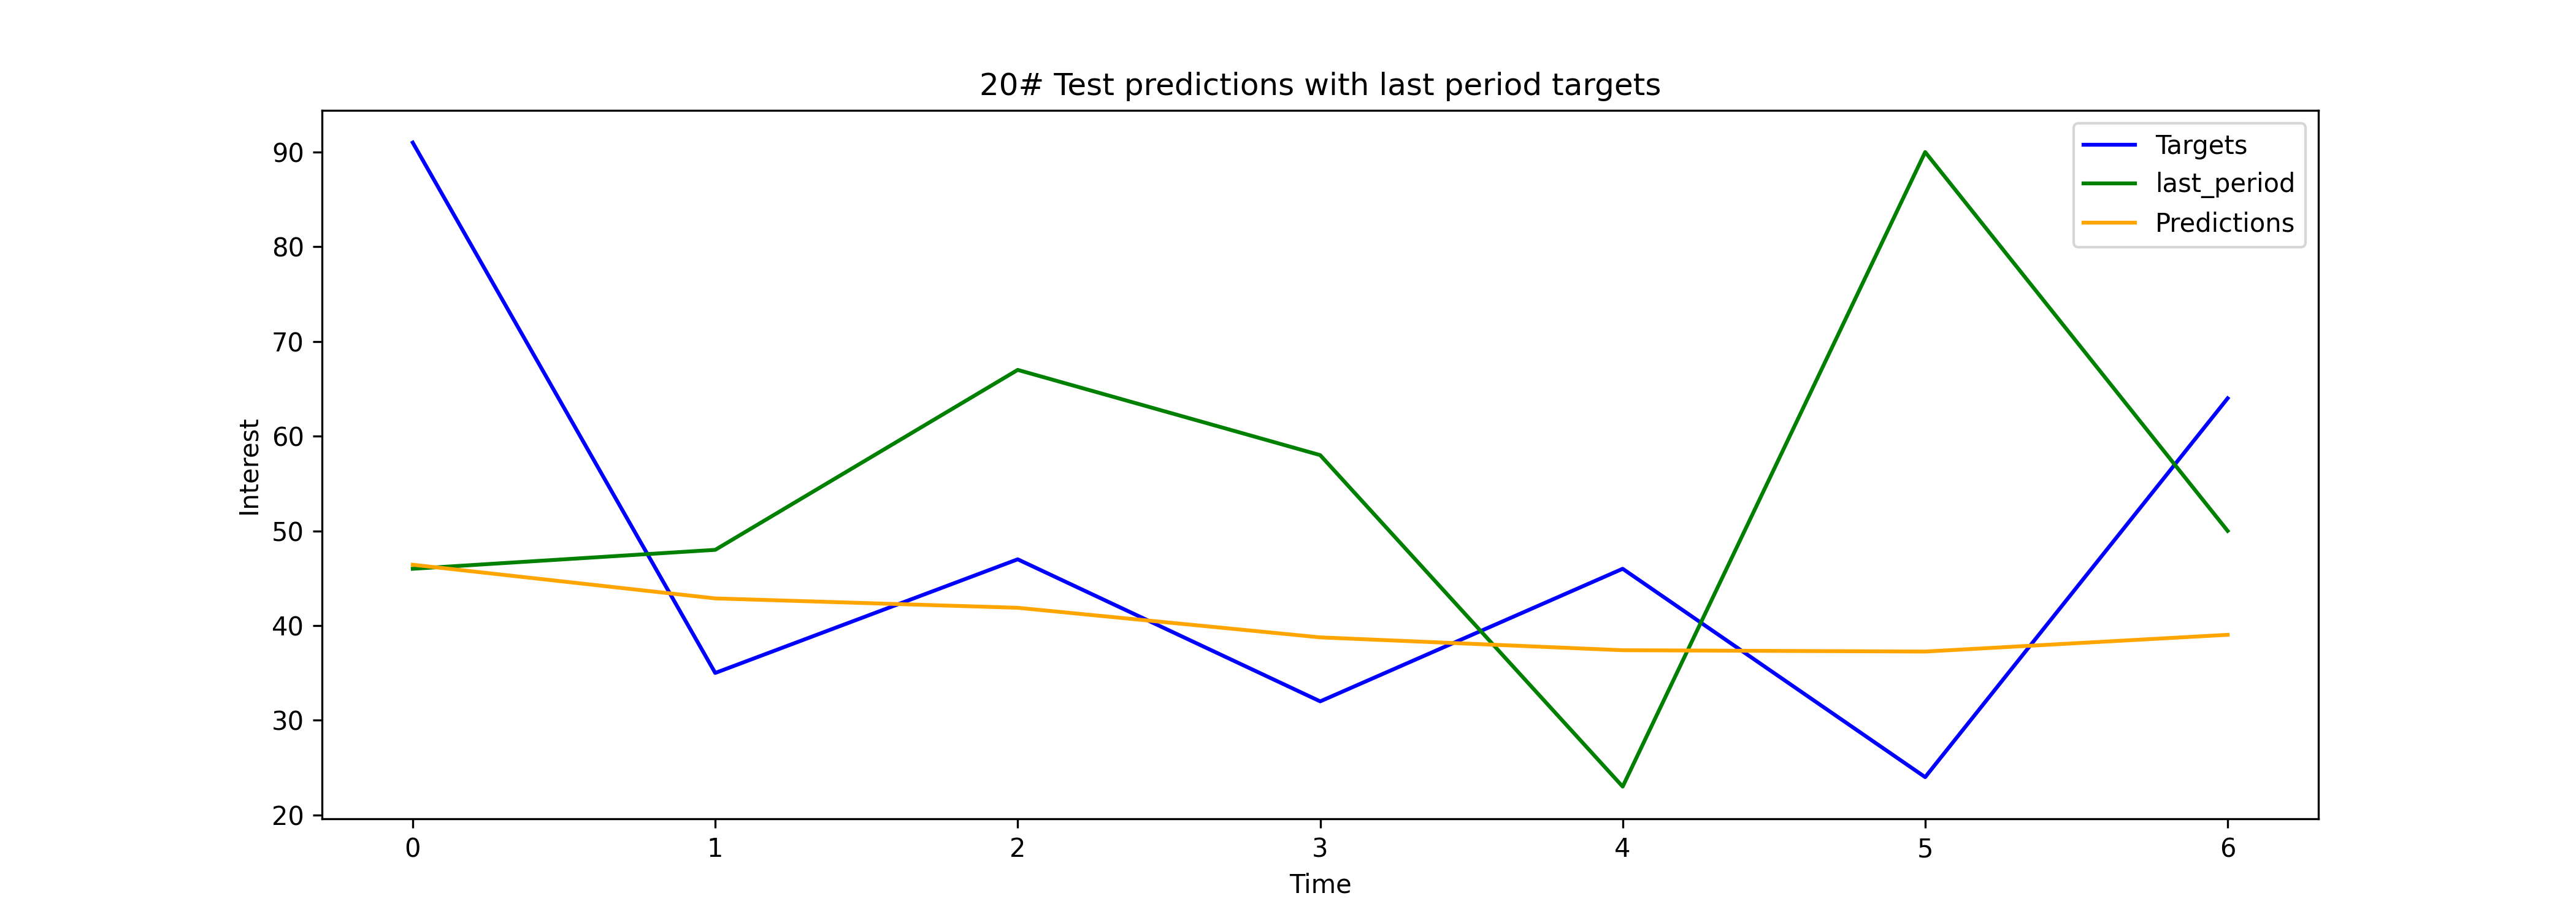 20# Test predictions with last period targets
Targets
last_period
Predictions
90
80
70
60
50
40
30
20
Interest
0 1 2 3 4 5 6
Time